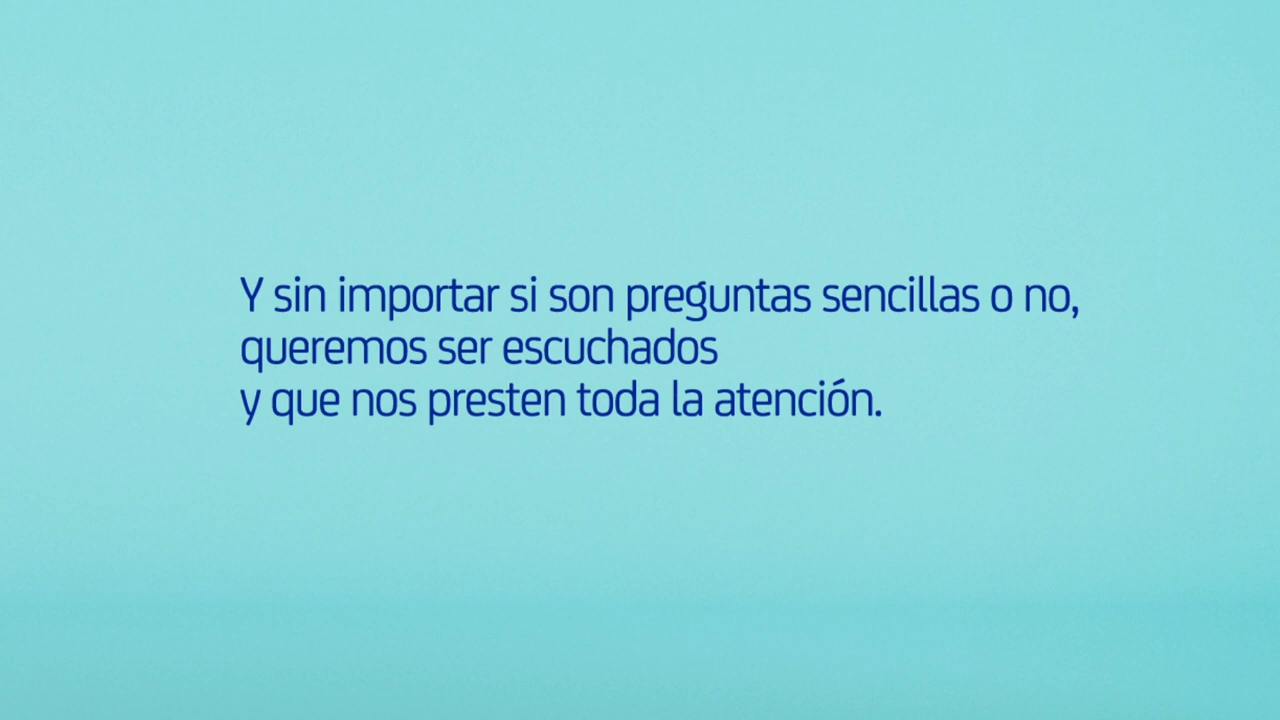 Y sin importar si son preguntas sencillas o no,
queremos ser escuchados
y que nos presten toda la atención.